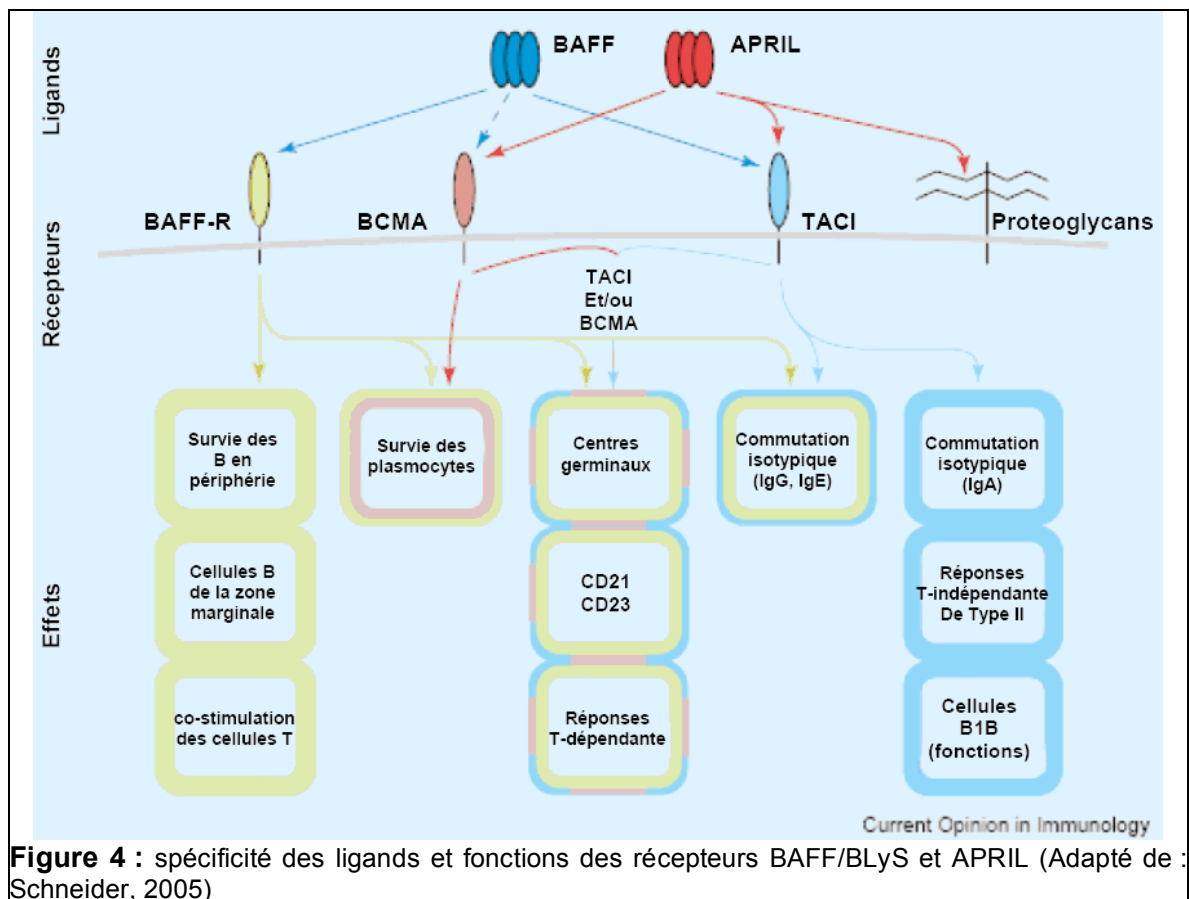 Ligands
BAFF
APRIL
Récepteurs
BAFF-R
BCMA
TACI
Proteoglycans
TACI
Et/ou
BCMA
Effets
Survie des
B en
périphérie
Survie des
plasmocytes
Centres
germinaux
Commutation
isotypique
(IgG, IgE)
Commutation
isotypique
(IgA)
Cellules B
de la zone
marginale
CD21
CD23
Réponses
T-indépendante
De Type II
co-stimulation
des cellules T
Réponses
T-dépendante
Cellules
B1B
(fonctions)
Current Opinion in Immunology
Figure 4 : spécificité des ligands et fonctions des récepteurs BAFF/BLyS et APRIL (Adapté de :
Schneider, 2005)